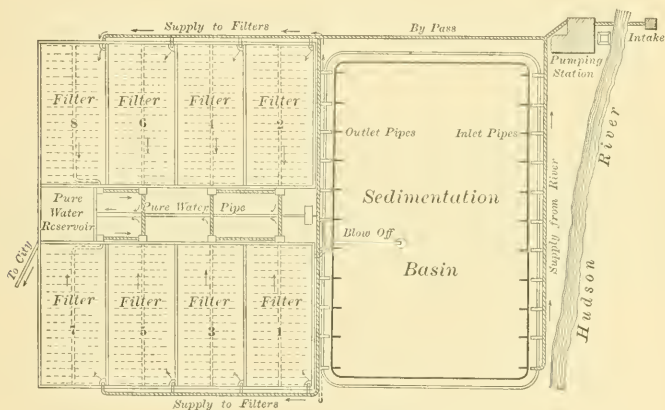 Supply to Filters
By Pass
Intake
Pumping
Station
Filter
8
Filter
6
Filter
4
Filter
2
Outlet Pipes
Inlet Pipes
Hudson River
Supply from River
Sedimentation
Basin
Blow Off
Pure
Water
Reservoir
Pure Water Pipe
To City
Filter
7
Filter
5
Filter
3
Filter
1
Supply to Filters